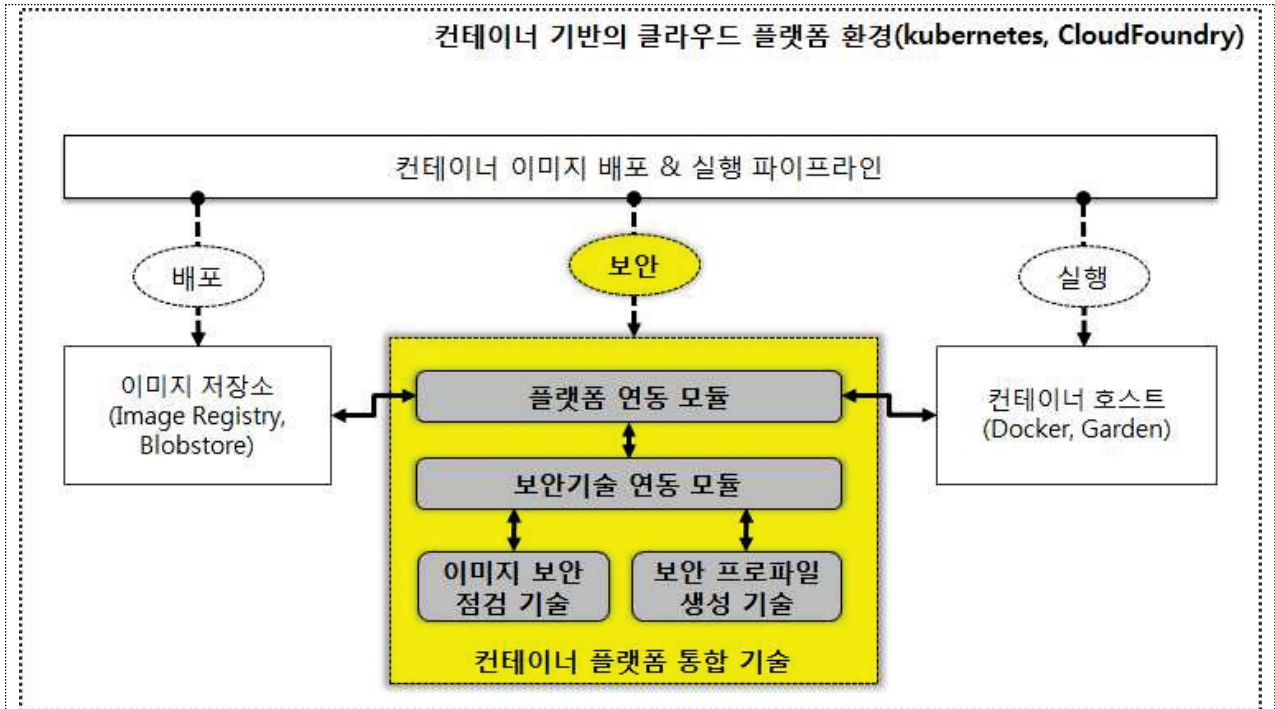 컨테이너 기반의 클라우드 플랫폼 환경(kubernetes, CloudFoundry)
컨테이너 이미지 배포 & 실행 파이프라인
배포
보안
실행
이미지 저장소
(Image Registry,
Blobstore)
플랫폼 연동 모듈
보안기술 연동 모듈
이미지 보안
점검 기술
보안 프로파일
생성 기술
컨테이너 플랫폼 통합 기술
컨테이너 호스트
(Docker, Garden)